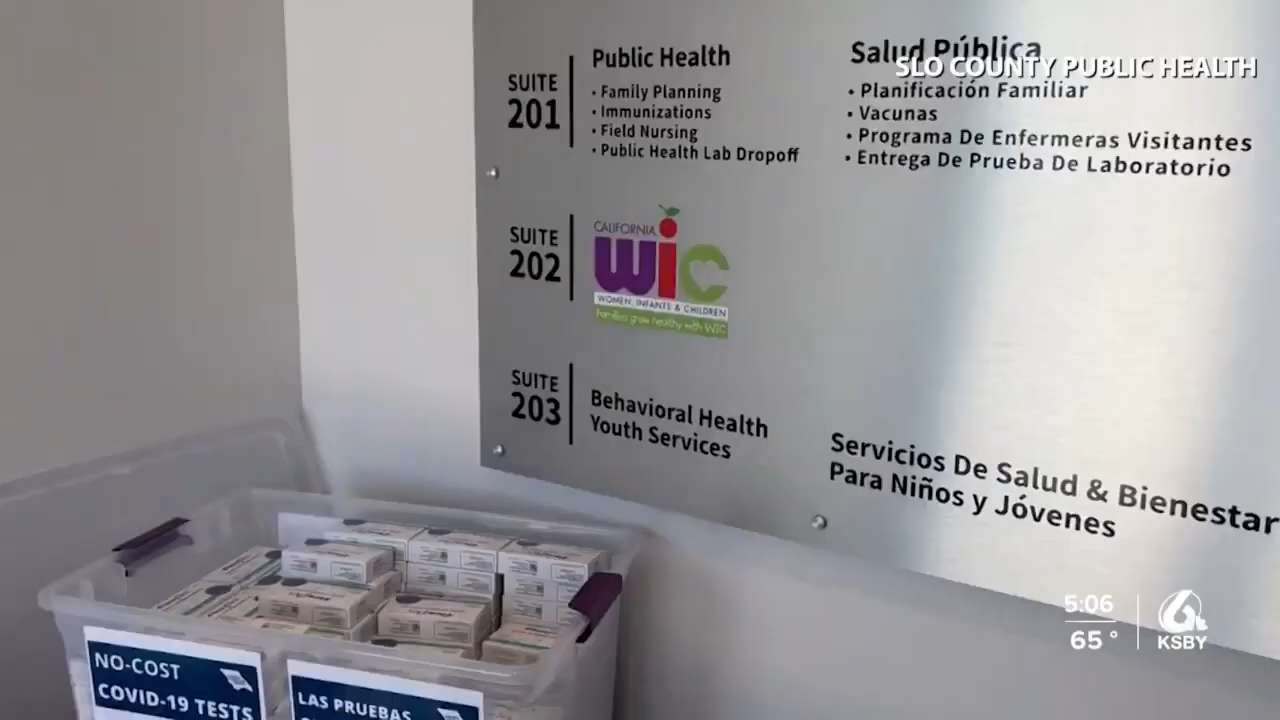 SLO COUNTY PUBLIC HEALTH
SUITE
201
Public Health
• Family Planning
• Immunizations
• Field Nursing
• Public Health Lab Dropoff
Salud Pública
• Planificación Familiar
• Vacunas
• Programa De Enfermeras Visitantes
• Entrega De Prueba De Laboratorio
SUITE
202
CALIFORNIA
wic
WOMEN, INFANTS & CHILDREN
Families grow healthy with WIC
SUITE
203
Behavioral Health
Youth Services
Servicios De Salud & Bienestar
Para Niños y Jóvenes
NO-COST
COVID-19 TESTS
LAS PRUEBAS
5:06
65°
6
KSBY